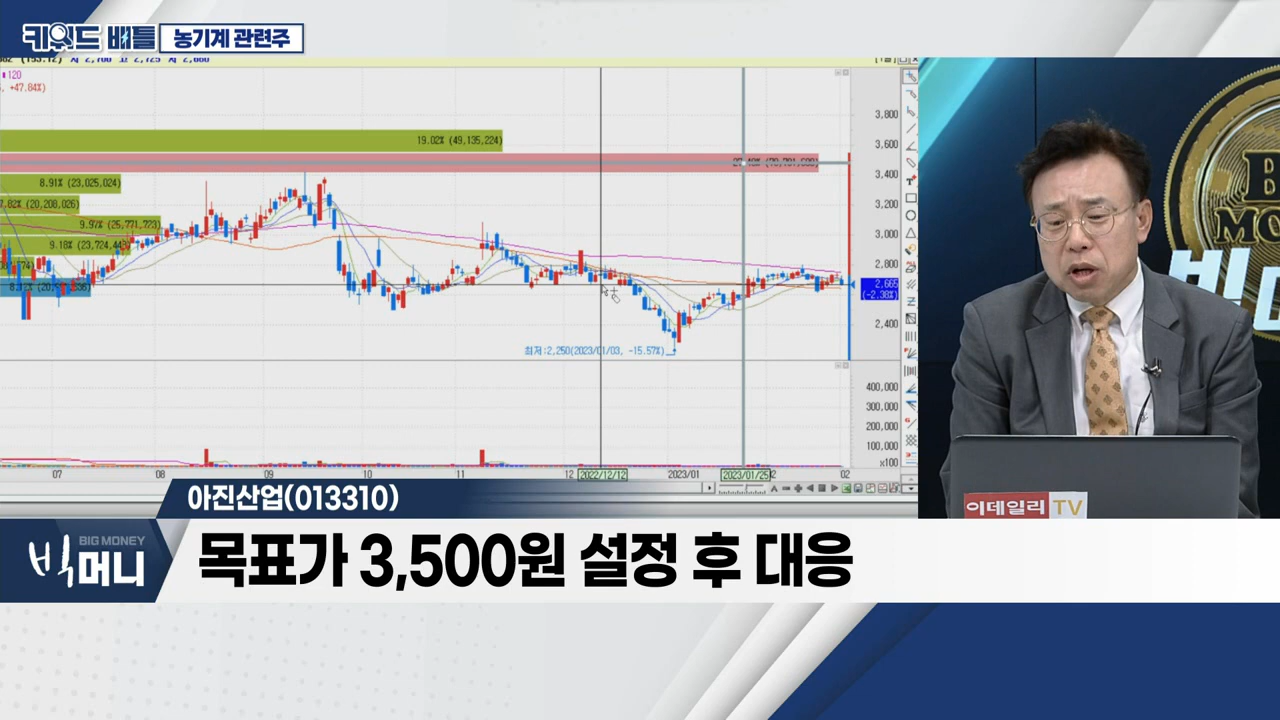 키워드 배틀 농기계 관련주
120
, +47.84%)
3,800
19.02% (49,135,224)
3,600
8.91% (23,025,024)
3,400
7.82% (20,208,026)
3,200
9.97% (25,771,723)
3,000
9.18% (23,724,443)
2,800
2,665
(-2.38%)
2,400
최저:2,250(2023/01/03, -15.57%)
400,000
300,000
200,000
100,000
x100
07 08 09 10 11 12 2022/12/12 2023/01 2023/01/25 02
이데일리 TV
아진산업(013310)
BIG MONEY
빅머니
목표가 3,500원 설정 후 대응